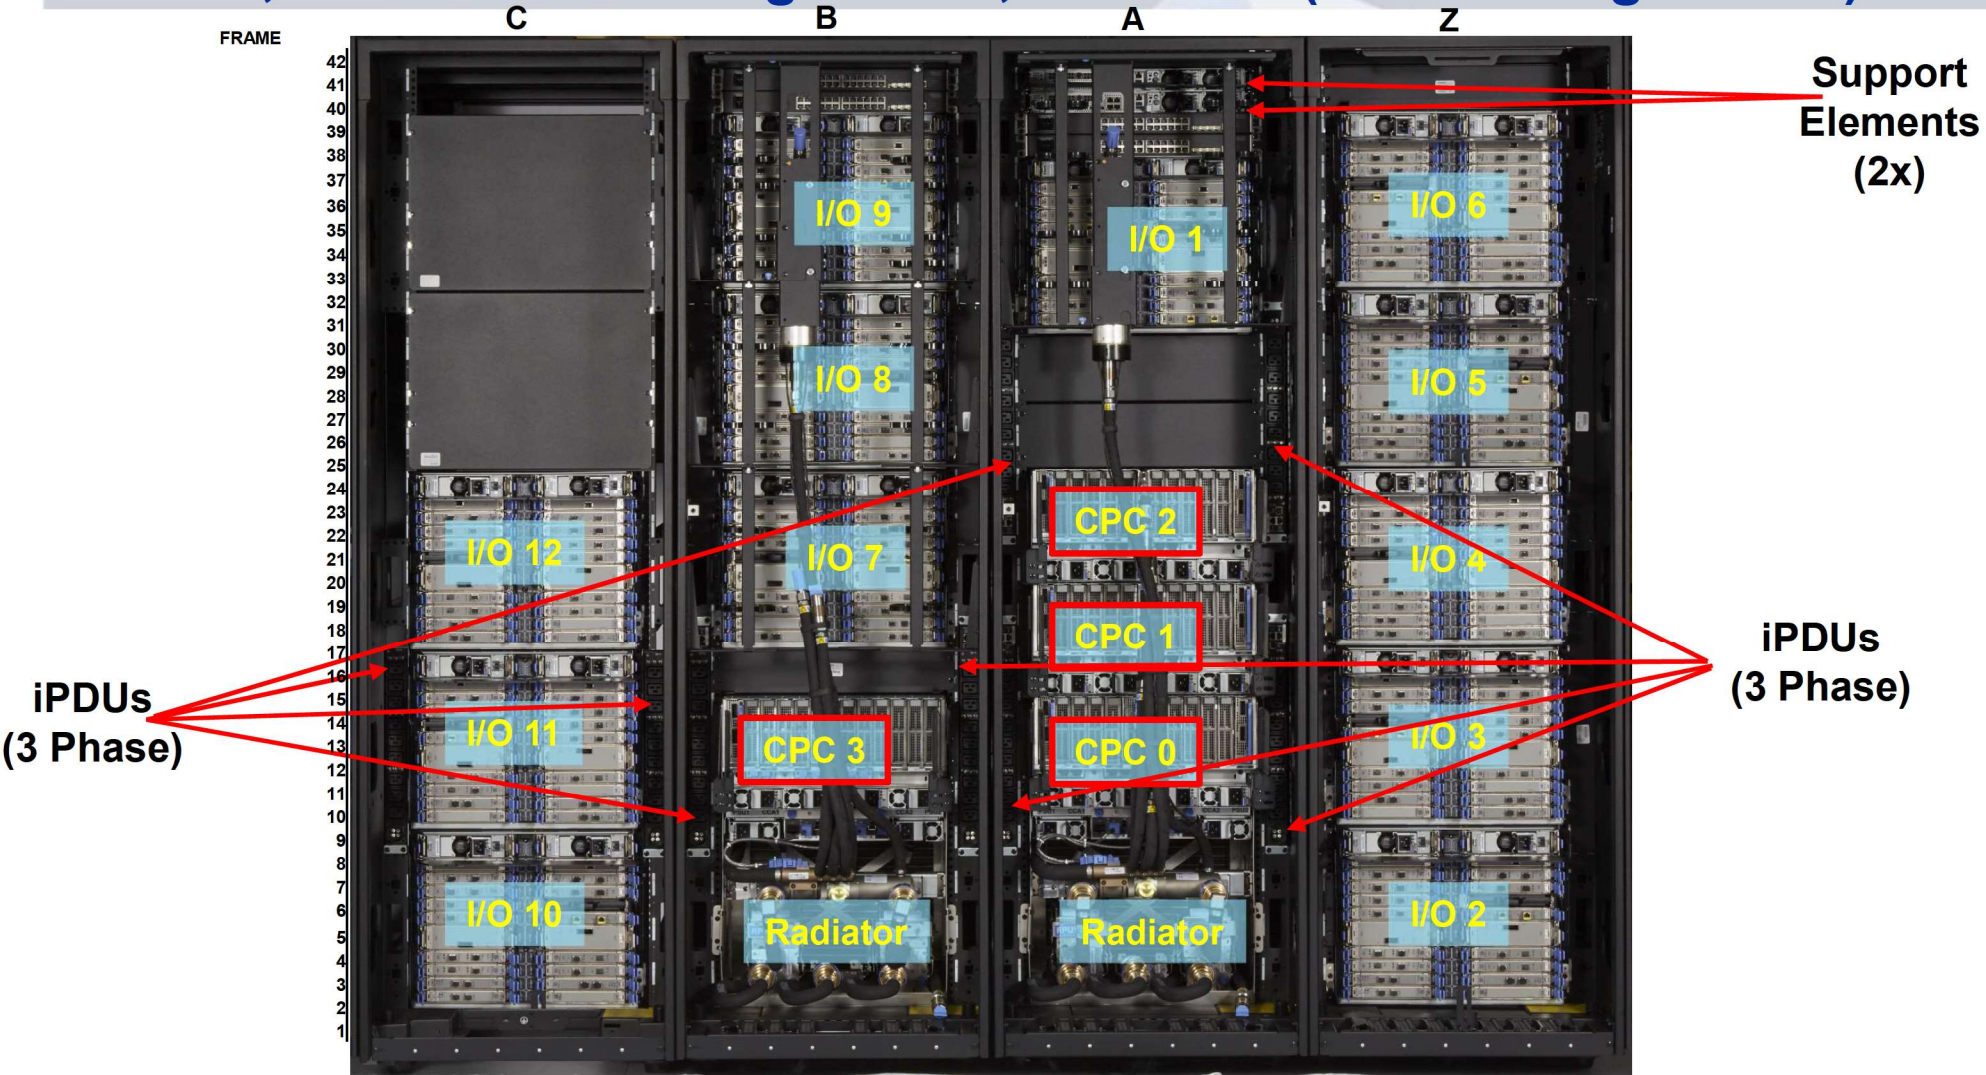 C B A Z
FRAME
42
41
40
39
38
37
36
35
34
33
32
31
30
29
28
27
26
25
24
23
22
21
20
19
18
17
16
15
14
13
12
11
10
9
8
7
6
5
4
3
2
1
Support
Elements
(2x)
I/O 9
I/O 1
I/O 6
I/O 8
I/O 5
CPC 2
I/O 12
I/O 7
I/O 4
CPC 1
iPDUs
(3 Phase)
iPDUs
(3 Phase)
I/O 11
CPC 3
CPC 0
I/O 3
I/O 10
Radiator
Radiator
I/O 2